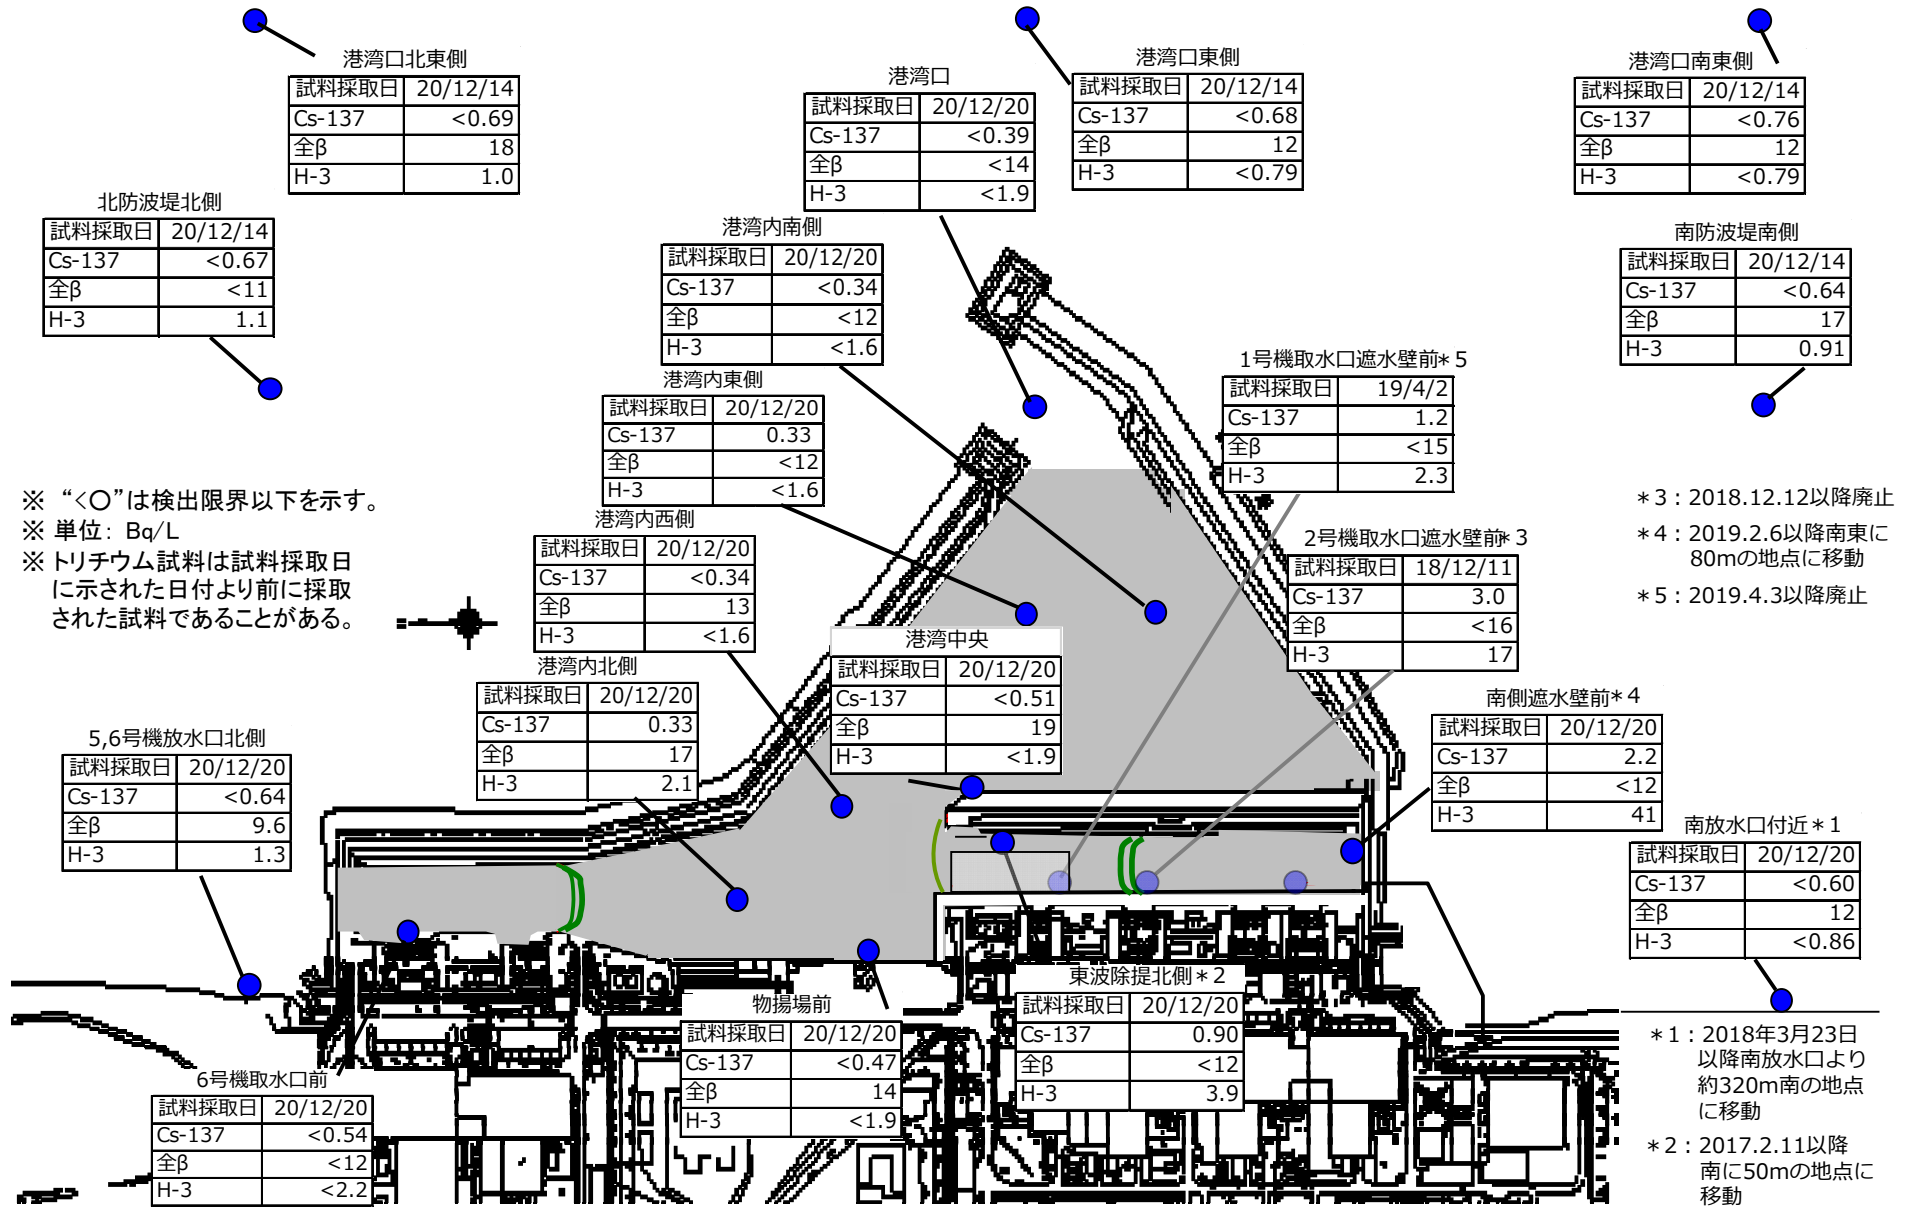 港湾口北東側
試料採取日 20/12/14
Cs-137 <0.69
全β 18
H-3 1.0
港湾口
試料採取日 20/12/20
Cs-137 <0.39
全β <14
H-3 <1.9
港湾口東側
試料採取日 20/12/14
Cs-137 <0.68
全β 12
H-3 <0.79
港湾口南東側
試料採取日 20/12/14
Cs-137 <0.76
全β 12
H-3 <0.79
北防波堤北側
試料採取日 20/12/14
Cs-137 <0.67
全β <11
H-3 1.1
港湾内南側
試料採取日 20/12/20
Cs-137 <0.34
全β <12
H-3 <1.6
南防波堤南側
試料採取日 20/12/14
Cs-137 <0.64
全β 17
H-3 0.91
港湾内東側
試料採取日 20/12/20
Cs-137 0.33
全β <12
H-3 <1.6
1号機取水口遮水壁前*5
試料採取日 19/4/2
Cs-137 1.2
全β <15
H-3 2.3
※ “<〇”は検出限界以下を示す。
※ 単位: Bq/L
※ トリチウム試料は試料採取日
に示された日付より前に採取
された試料であることがある。
港湾内西側
試料採取日 20/12/20
Cs-137 <0.34
全β 13
H-3 <1.6
2号機取水口遮水壁前*3
試料採取日 18/12/11
Cs-137 3.0
全β <16
H-3 17
*3:2018.12.12以降廃止
*4:2019.2.6以降南東に
80mの地点に移動
*5:2019.4.3以降廃止
港湾中央
試料採取日 20/12/20
Cs-137 <0.51
全β 19
H-3 <1.9
港湾内北側
試料採取日 20/12/20
Cs-137 0.33
全β 17
H-3 2.1
南側遮水壁前*4
試料採取日 20/12/20
Cs-137 2.2
全β <12
H-3 41
5,6号機放水口北側
試料採取日 20/12/20
Cs-137 <0.64
全β 9.6
H-3 1.3
南放水口付近*1
試料採取日 20/12/20
Cs-137 <0.60
全β 12
H-3 <0.86
東波除提北側*2
試料採取日 20/12/20
Cs-137 0.90
全β <12
H-3 3.9
物揚場前
試料採取日 20/12/20
Cs-137 <0.47
全β 14
H-3 <1.9
6号機取水口前
試料採取日 20/12/20
Cs-137 <0.54
全β <12
H-3 <2.2
*1:2018年3月23日
以降南放水口より
約320m南の地点
に移動
*2:2017.2.11以降
南に50mの地点に
移動